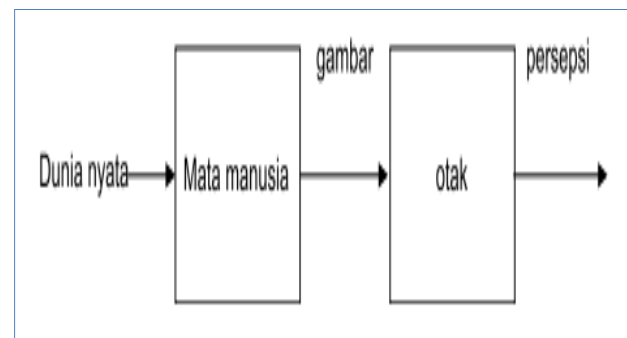 Dunia nyata
Mata manusia
gambar
otak
persepsi